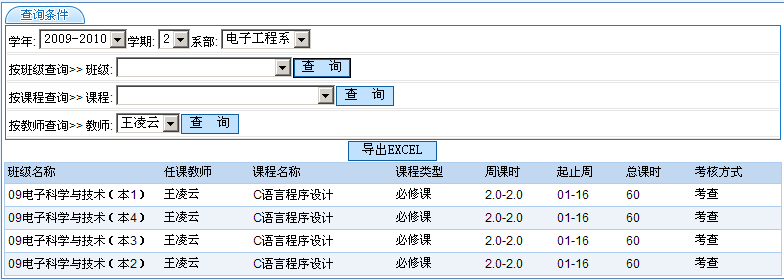 查询条件
学年: 2009-2010 学期: 2 系部: 电子工程系
按班级查询>> 班级: 查 询
按课程查询>> 课程: 查 询
按教师查询>> 教师: 王凌云 查 询
导出EXCEL
班级名称 任课教师 课程名称 课程类型 周课时 起止周 总课时 考核方式
09电子科学与技术(本1) 王凌云 C语言程序设计 必修课 2.0-2.0 01-16 60 考查
09电子科学与技术(本4) 王凌云 C语言程序设计 必修课 2.0-2.0 01-16 60 考查
09电子科学与技术(本3) 王凌云 C语言程序设计 必修课 2.0-2.0 01-16 60 考查
09电子科学与技术(本2) 王凌云 C语言程序设计 必修课 2.0-2.0 01-16 60 考查